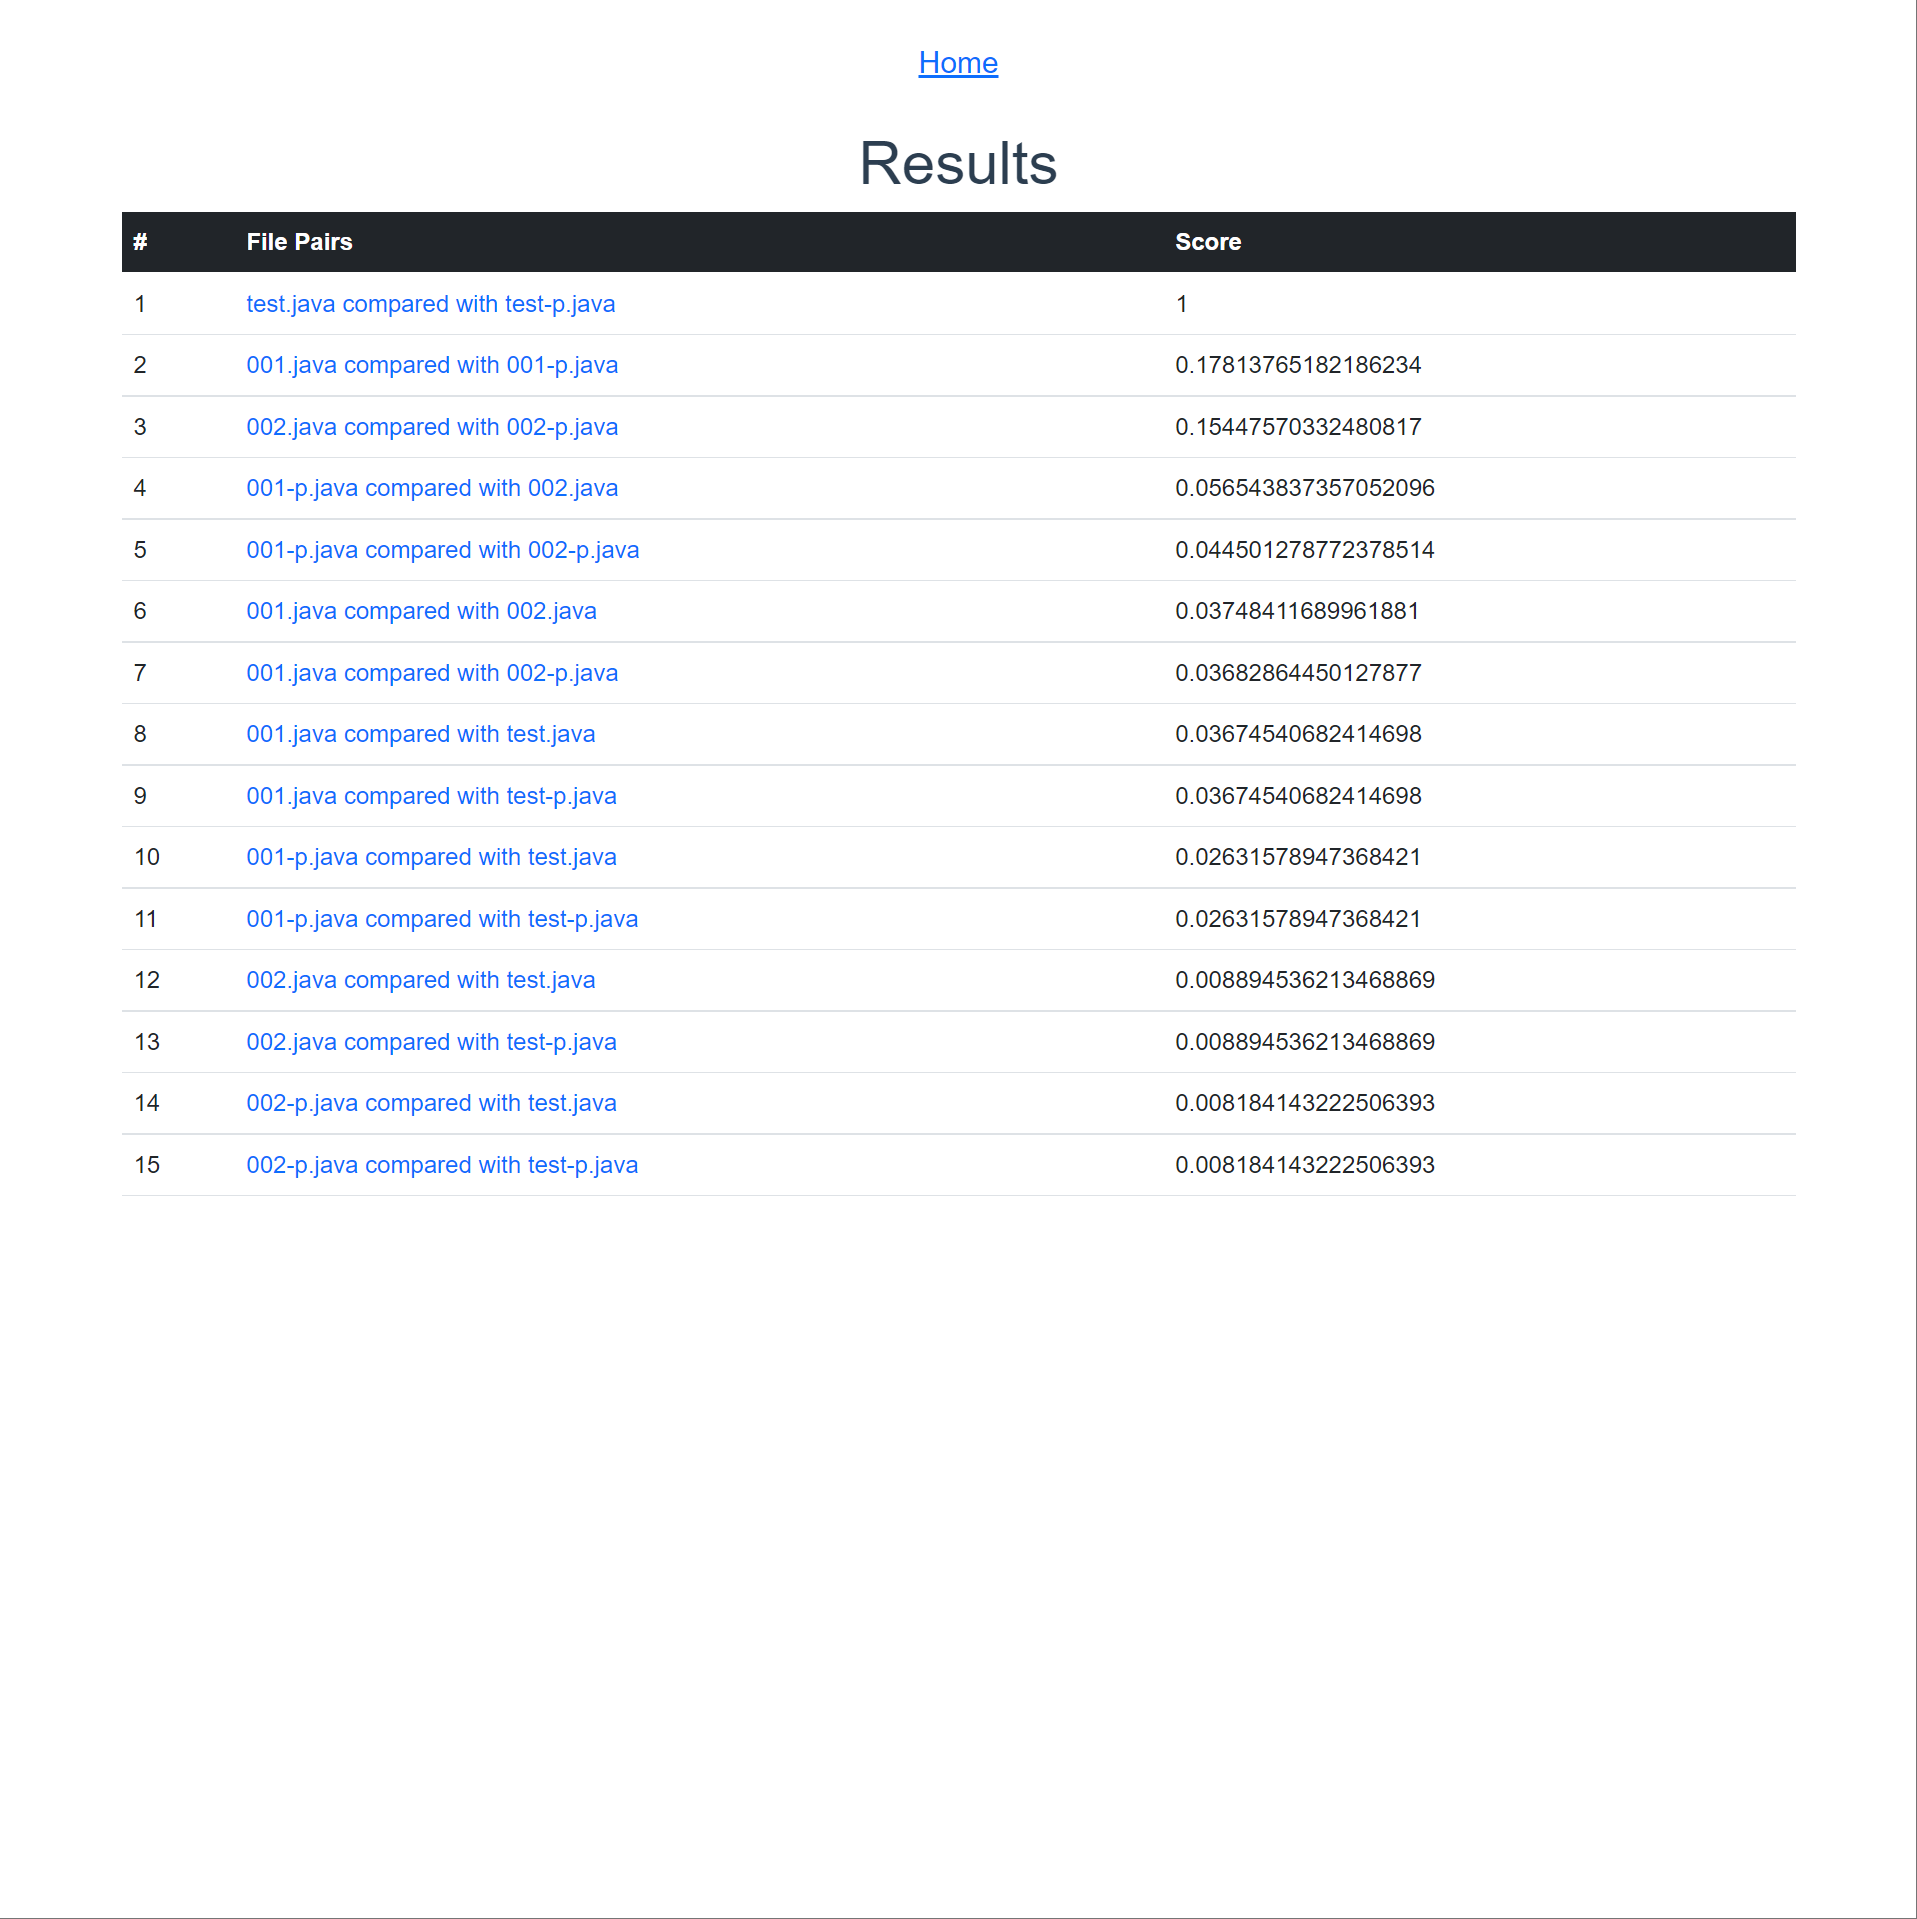 Home
Results
# File Pairs Score
1 test.java compared with test-p.java 1
2 001.java compared with 001-p.java 0.17813765182186234
3 002.java compared with 002-p.java 0.15447570332480817
4 001-p.java compared with 002.java 0.056543837357052096
5 001-p.java compared with 002-p.java 0.044501278772378514
6 001.java compared with 002.java 0.03748411689961881
7 001.java compared with 002-p.java 0.03682864450127877
8 001.java compared with test.java 0.03674540682414698
9 001.java compared with test-p.java 0.03674540682414698
10 001-p.java compared with test.java 0.02631578947368421
11 001-p.java compared with test-p.java 0.02631578947368421
12 002.java compared with test.java 0.008894536213468869
13 002.java compared with test-p.java 0.008894536213468869
14 002-p.java compared with test.java 0.008184143222506393
15 002-p.java compared with test-p.java 0.008184143222506393